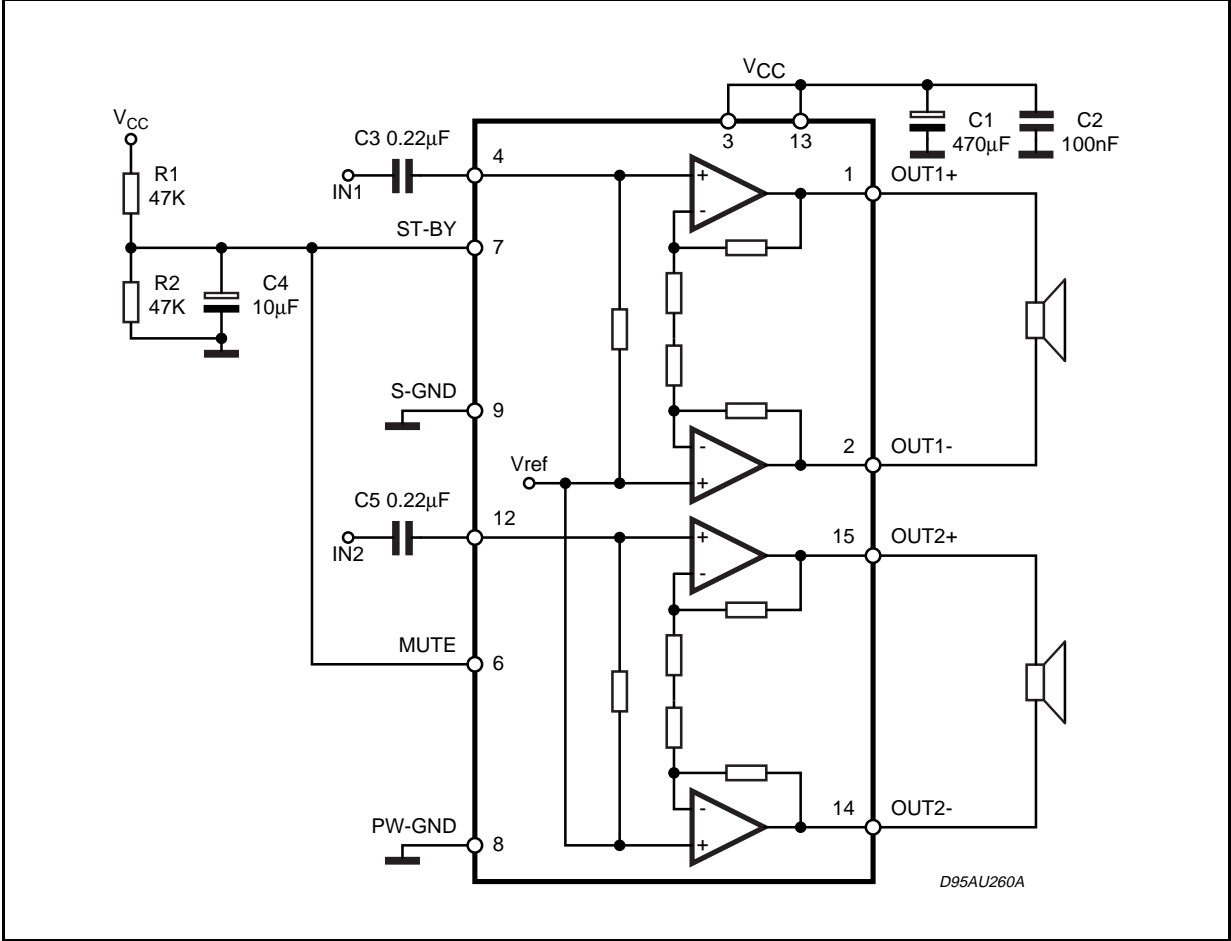 VCC
VCC
3
13
C1
470μF
C2
100nF
C3 0.22μF
4
IN1
+
-
1
OUT1+
R1
47K
ST-BY
7
R2
47K
C4
10μF
S-GND
9
-
+
2
OUT1-
Vref
C5 0.22μF
12
IN2
+
-
15
OUT2+
MUTE
6
-
+
14
OUT2-
PW-GND
8
D95AU260A